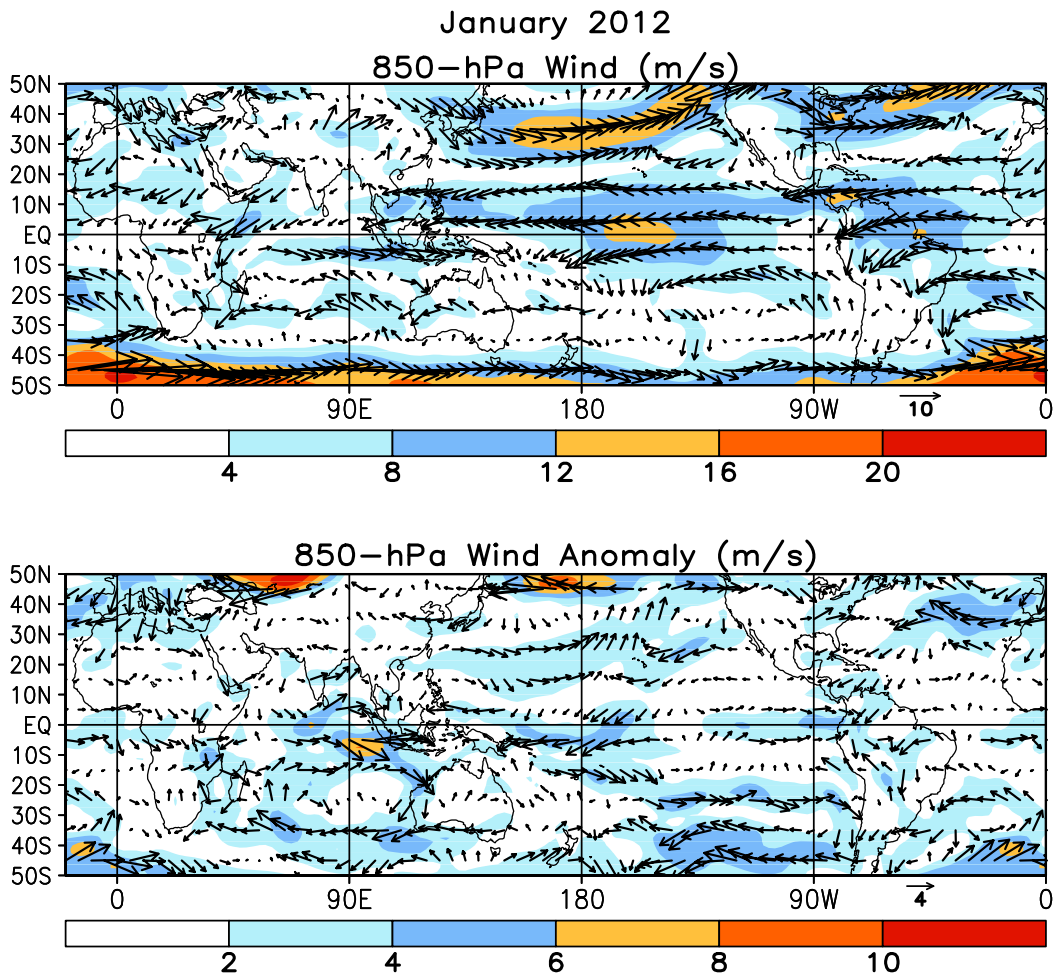 January 2012
850-hPa Wind (m/s)
50N
40N
30N
20N
10N
EQ
10S
20S
30S
40S
50S
0 90E 180 90W 0
10
4 8 12 16 20
850-hPa Wind Anomaly (m/s)
50N
40N
30N
20N
10N
EQ
10S
20S
30S
40S
50S
0 90E 180 90W 0
4
2 4 6 8 10